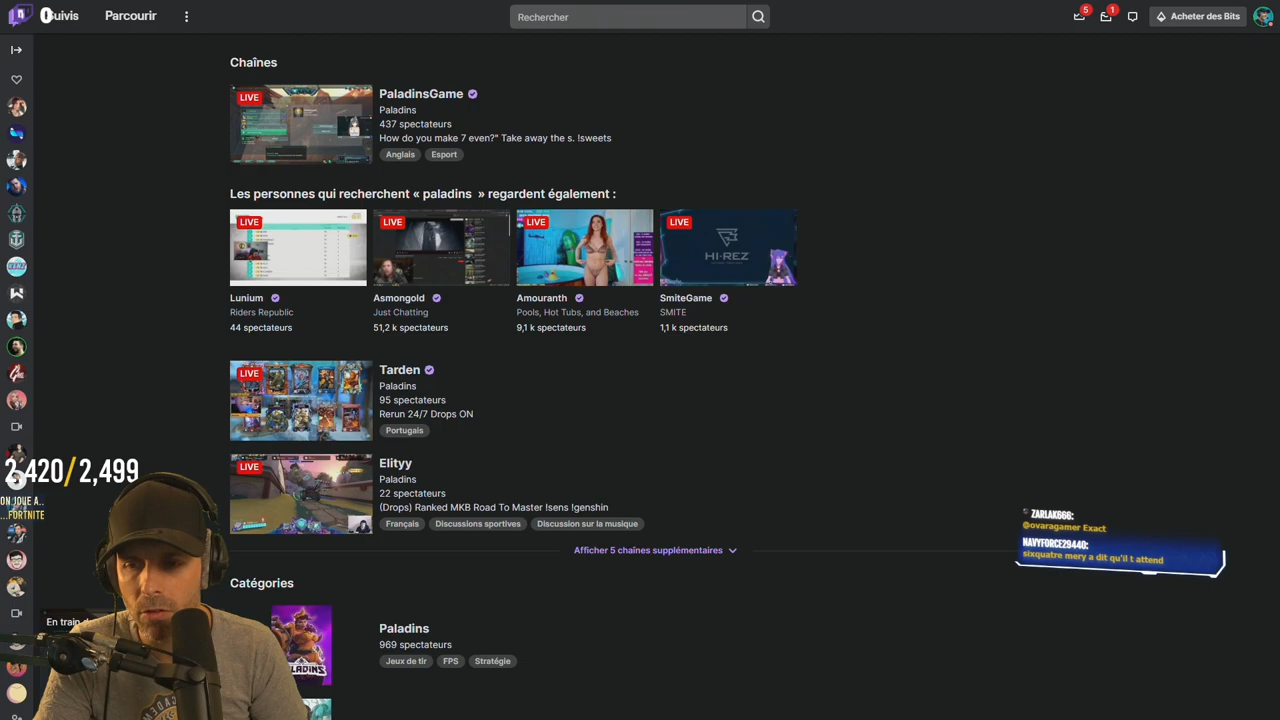 Suivis
Parcourir
Rechercher
5
1
Acheter des Bits
Chaînes
LIVE
PaladinsGame
Paladins
437 spectateurs
How do you make 7 even?" Take away the s. !sweets
Anglais
Esport
Les personnes qui recherchent « paladins » regardent également :
LIVE
LIVE
LIVE
LIVE
HI-REZ
Lunium
Asmongold
Amouranth
SmiteGame
Riders Republic
Just Chatting
Pools, Hot Tubs, and Beaches
SMITE
44 spectateurs
51,2 k spectateurs
9,1 k spectateurs
1,1 k spectateurs
LIVE
Tarden
Paladins
95 spectateurs
Rerun 24/7 Drops ON
Portugais
LIVE
Elityy
Paladins
22 spectateurs
(Drops) Ranked MKB Road To Master !sens !genshin
Français
Discussions sportives
Discussion sur la musique
2,420/2,499
ON JOUE A..
...FORTNITE
ZARLAK666:
@ovaragamer Exact
NAVYFORCE29440:
sixquatre mery a dit qu'il t attend
Afficher 5 chaînes supplémentaires
Catégories
En train d
Paladins
969 spectateurs
Jeux de tir
FPS
Stratégie